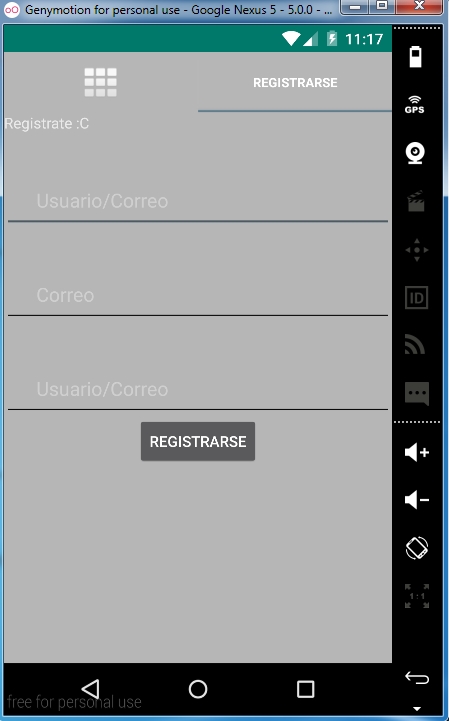 Genymotion for personal use - Google Nexus 5 - 5.0.0 - ...
11:17
GPS
REGISTRARSE
Registrate :C
Usuario/Correo
ID
Correo
Usuario/Correo
REGISTRARSE
1:1
free for personal use